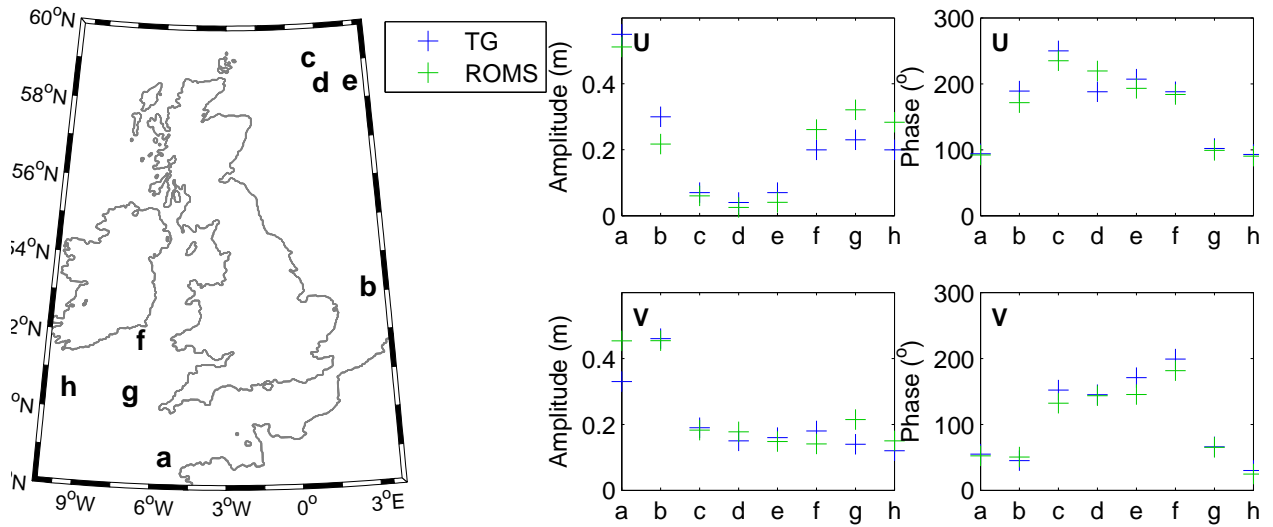 60°N
58°N
56°N
54°N
2°N
°N
°N
9°W
6°W
3°W
0°
3°E
c
d
e
b
f
g
h
a
TG
ROMS
U
Amplitude (m)
0.4
0.2
0
a b c d e f g h
U
Phase (°)
300
200
100
0
a b c d e f g h
V
Amplitude (m)
0.4
0.2
0
a b c d e f g h
V
Phase (°)
300
200
100
0
a b c d e f g h